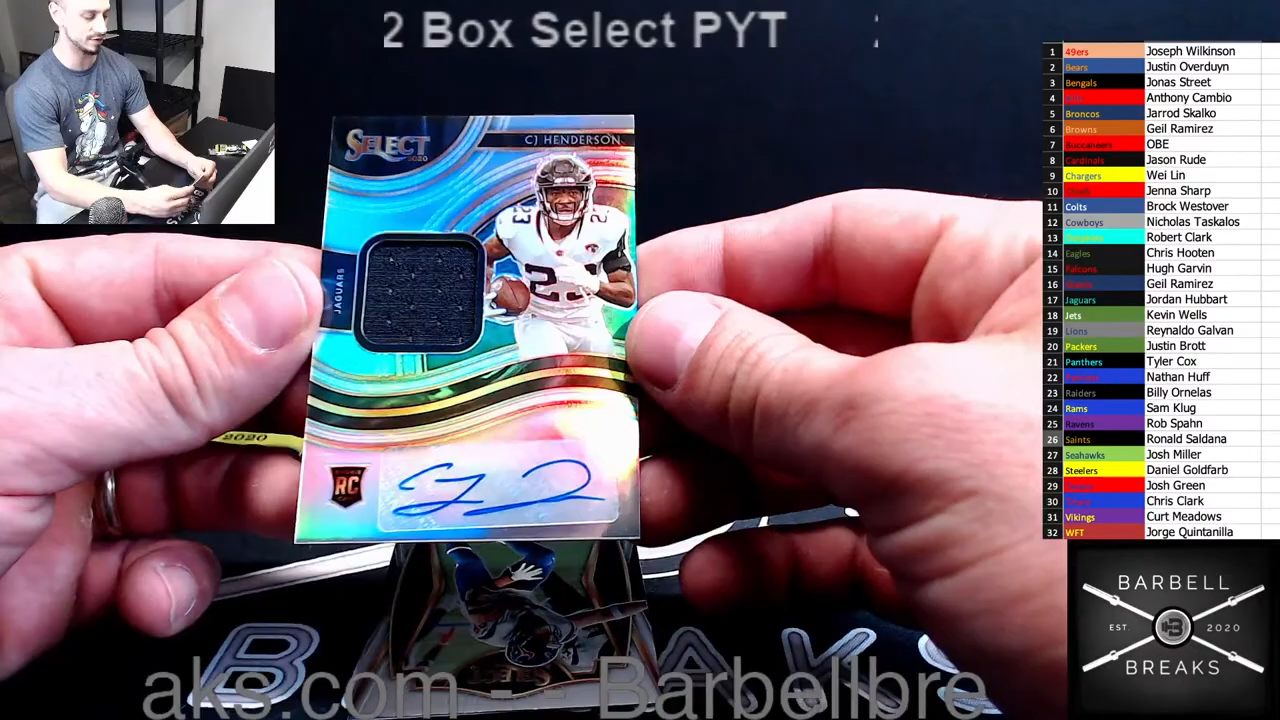 2 Box Select PYT
SELECT
2020
CJ HENDERSON
23
JAGUARS
2020
RC
aks.com - - Barbellbre
1 49ers Joseph Wilkinson
2 Bears Justin Overduyn
3 Bengals Jonas Street
4 Anthony Cambio
5 Broncos Jarrod Skalko
6 Browns Geil Ramirez
7 Buccaneers OBE
8 Cardinals Jason Rude
9 Chargers Wei Lin
10 Chiefs Jenna Sharp
11 Colts Brock Westover
12 Cowboys Nicholas Taskalos
13 Dolphins Robert Clark
14 Eagles Chris Hooten
15 Falcons Hugh Garvin
16 Giants Geil Ramirez
17 Jaguars Jordan Hubbart
18 Jets Kevin Wells
19 Lions Reynaldo Galvan
20 Packers Justin Brott
21 Panthers Tyler Cox
22 Patriots Nathan Huff
23 Raiders Billy Ornelas
24 Rams Sam Klug
25 Ravens Rob Spahn
26 Saints Ronald Saldana
27 Seahawks Josh Miller
28 Steelers Daniel Goldfarb
29 Josh Green
30 Chris Clark
31 Vikings Curt Meadows
32 WFT Jorge Quintanilla
BARBELL
EST. B 2020
BREAKS